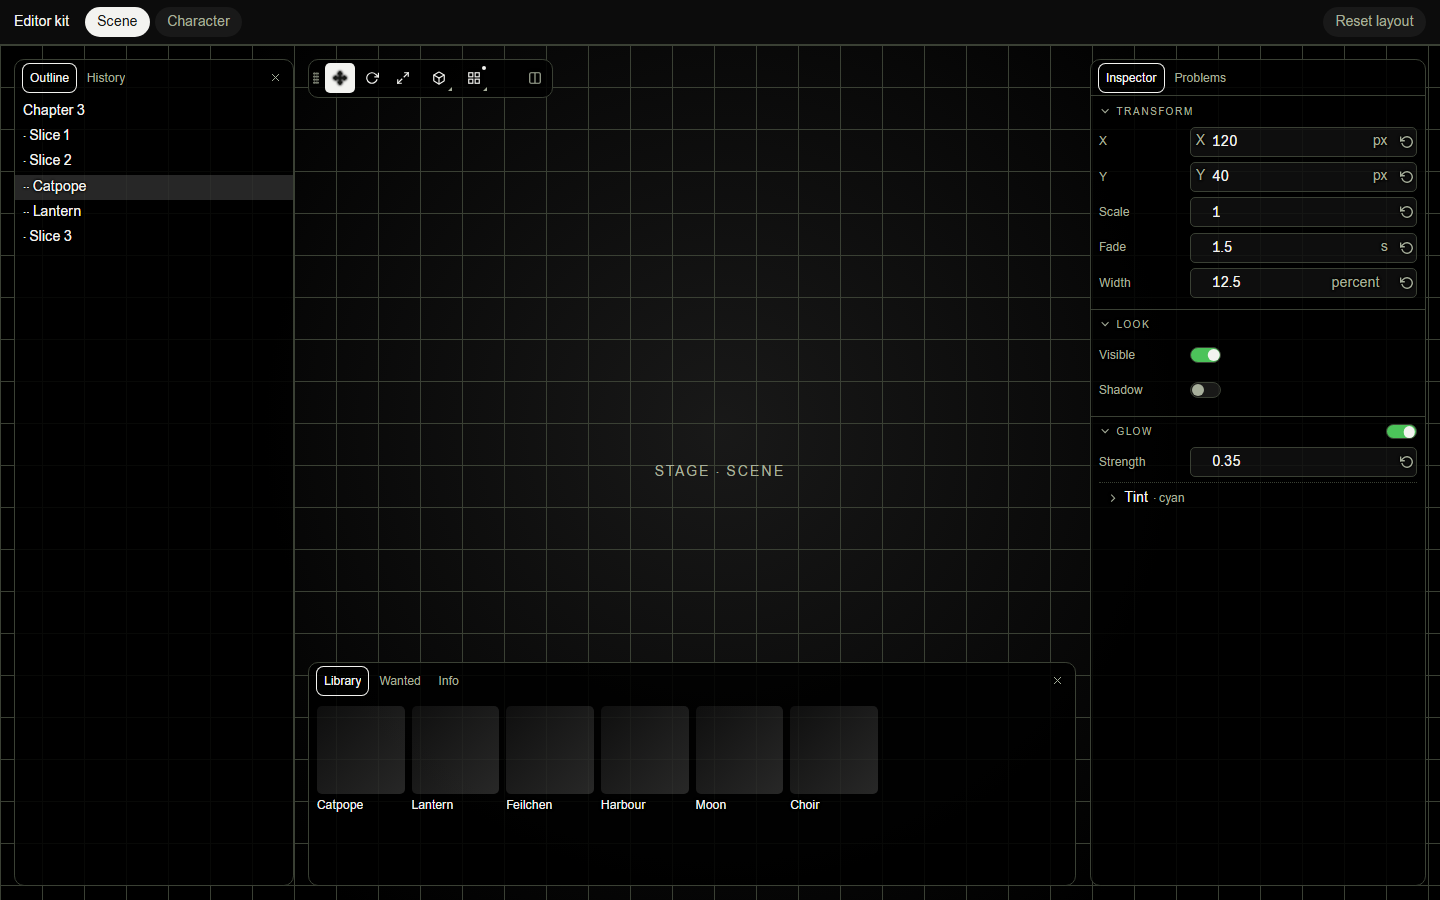 Editor kit Scene Character Reset layout
Outline History
Chapter 3
- Slice 1
- Slice 2
-- Catpope
-- Lantern
- Slice 3
STAGE · SCENE
Library Wanted Info
Catpope Lantern Feilchen Harbour Moon Choir
Inspector Problems
TRANSFORM
X X 120 px
Y Y 40 px
Scale 1
Fade 1.5 s
Width 12.5 percent
LOOK
Visible
Shadow
GLOW
Strength 0.35
Tint · cyan